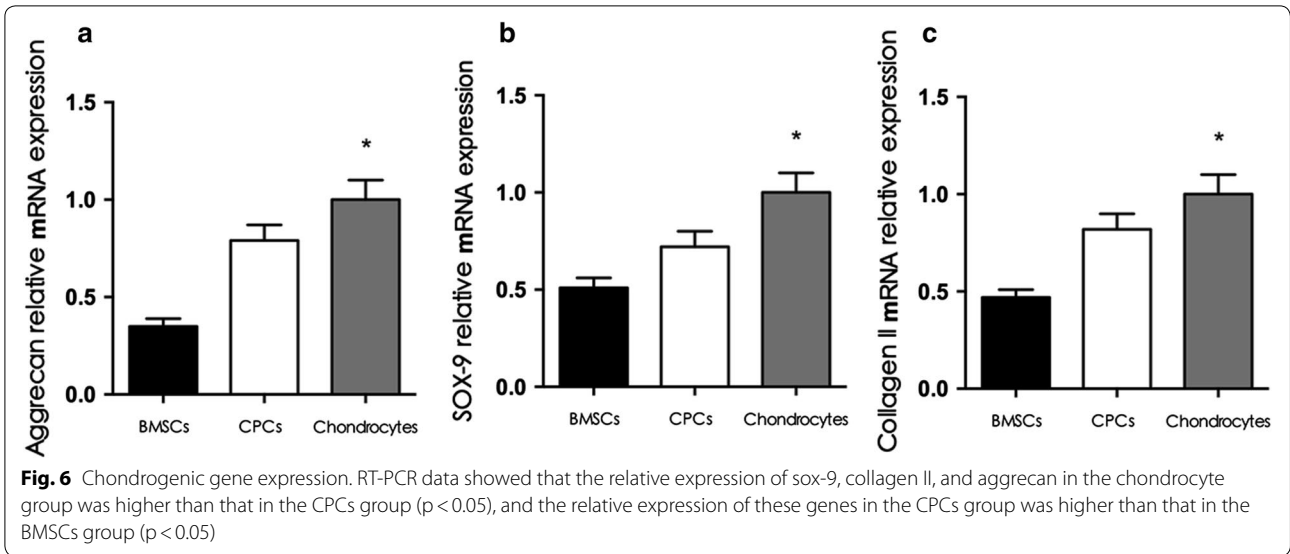 a
Aggrecan relative mRNA expression
1.5
1.0
0.5
0.0
*
BMSCs CPCs Chondrocytes
b
SOX-9 relative mRNA expression
1.5
1.0
0.5
0.0
*
BMSCs CPCs Chondrocytes
c
Collagen II mRNA relative expression
1.5
1.0
0.5
0.0
*
BMSCs CPCs Chondrocytes
Fig. 6 Chondrogenic gene expression. RT-PCR data showed that the relative expression of sox-9, collagen II, and aggrecan in the chondrocyte
group was higher than that in the CPCs group (p < 0.05), and the relative expression of these genes in the CPCs group was higher than that in the
BMSCs group (p < 0.05)